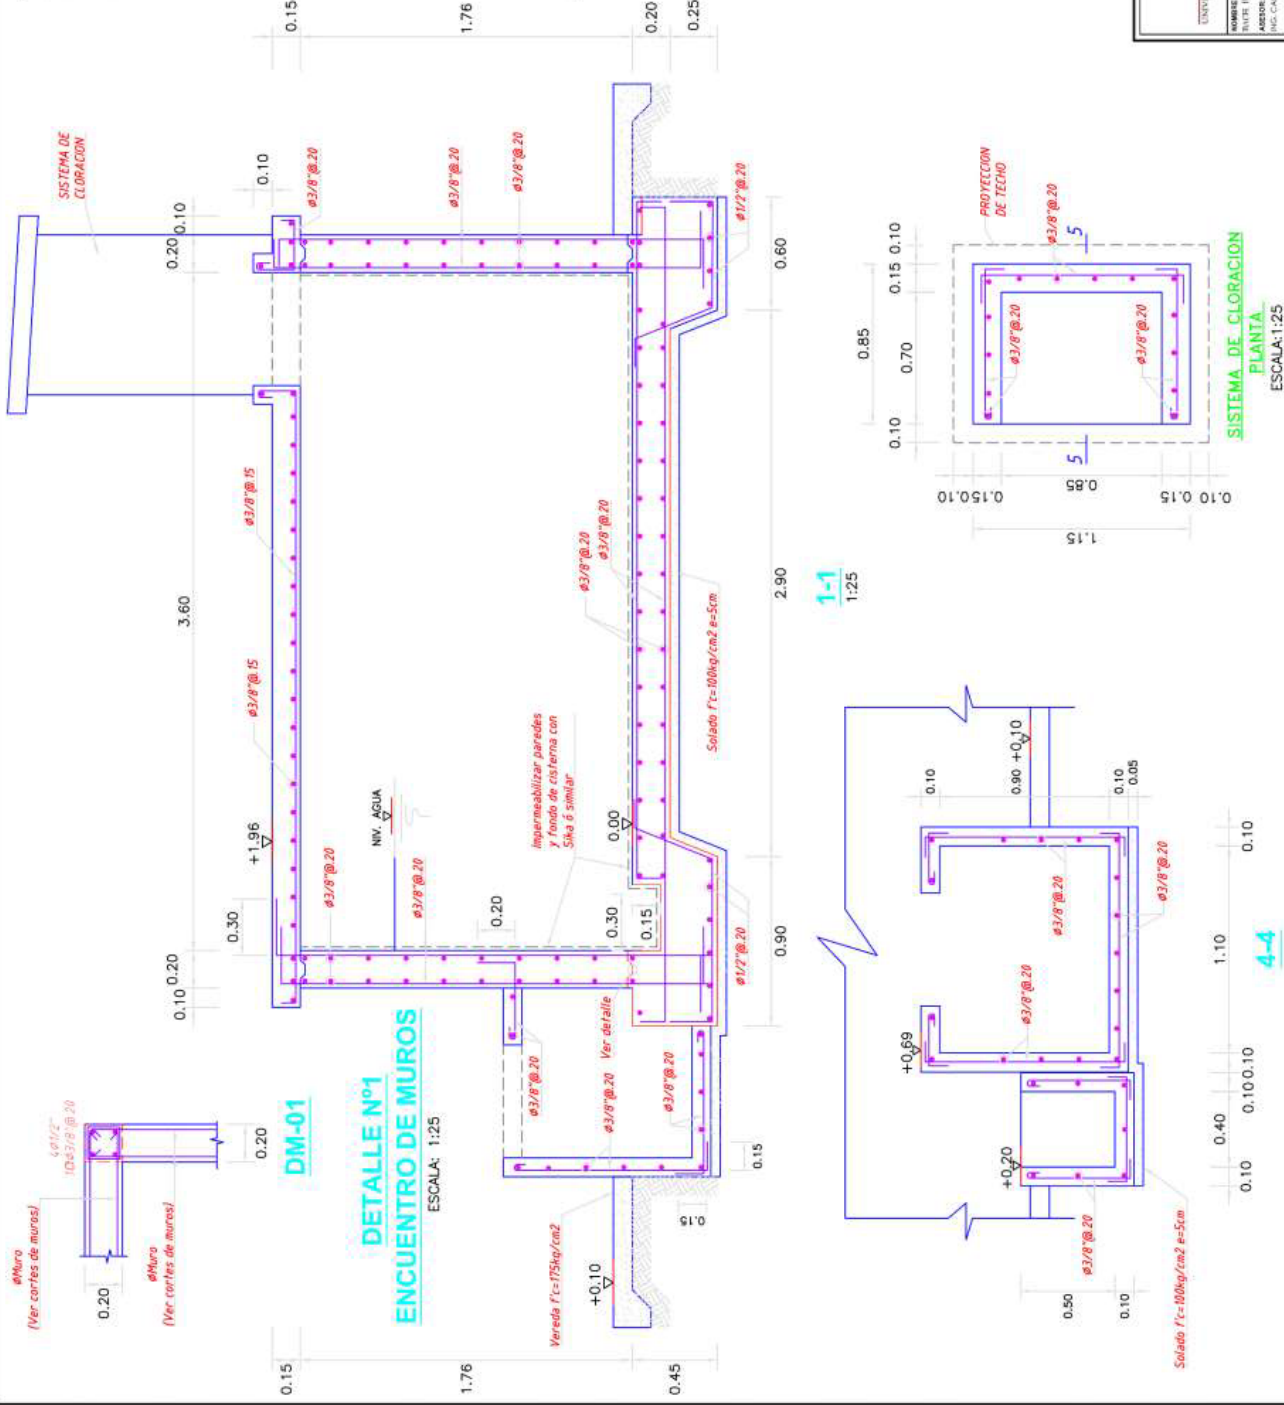 ØMuro
(Ver cortes de muros)
4Ø1/2"
1□Ø3/8"@.20
0.20
ØMuro
(Ver cortes de muros)
0.20
DM-01
DETALLE Nº1
ENCUENTRO DE MUROS
ESCALA: 1:25
SISTEMA DE
CLORACION
0.10
0.20
0.30
3.60
0.20
0.10
0.10
+1.96
ø3/8"@.15
ø3/8"@.15
ø3/8"@.20
ø3/8"@.20
ø3/8"@.20
0.15
1.76
0.20
0.25
0.15
1.76
0.45
NIV. AGUA
ø3/8"@.20
ø3/8"@.20
0.20
Impermeabilizar paredes
y fondo de cisterna con
Sika ó similar
0.30
0.15
0.00
ø3/8"@.20
ø3/8"@.20
ø3/8"@.20
ø3/8"@.20
Ver detalle
ø3/8"@.20
Vereda f'c=175kg/cm2
+0.10
0.15
0.15
ø1/2"@.20
ø1/2"@.20
Solado f'c=100kg/cm2 e=5cm
0.90
2.90
0.60
1-1
1:25
+0.69
+0.20
+0.10
0.10
0.90
0.10
0.05
ø3/8"@.20
ø3/8"@.20
ø3/8"@.20
ø3/8"@.20
0.50
0.10
Solado f'c=100kg/cm2 e=5cm
0.10
0.40
0.10
0.10
1.10
0.10
4-4
0.85
0.10
0.70
0.15
0.10
PROYECCION
DE TECHO
ø3/8"@.20
ø3/8"@.20
ø3/8"@.20
5
5
0.10
0.15
0.85
0.15
0.10
1.15
SISTEMA DE CLORACION
PLANTA
ESCALA:1:25